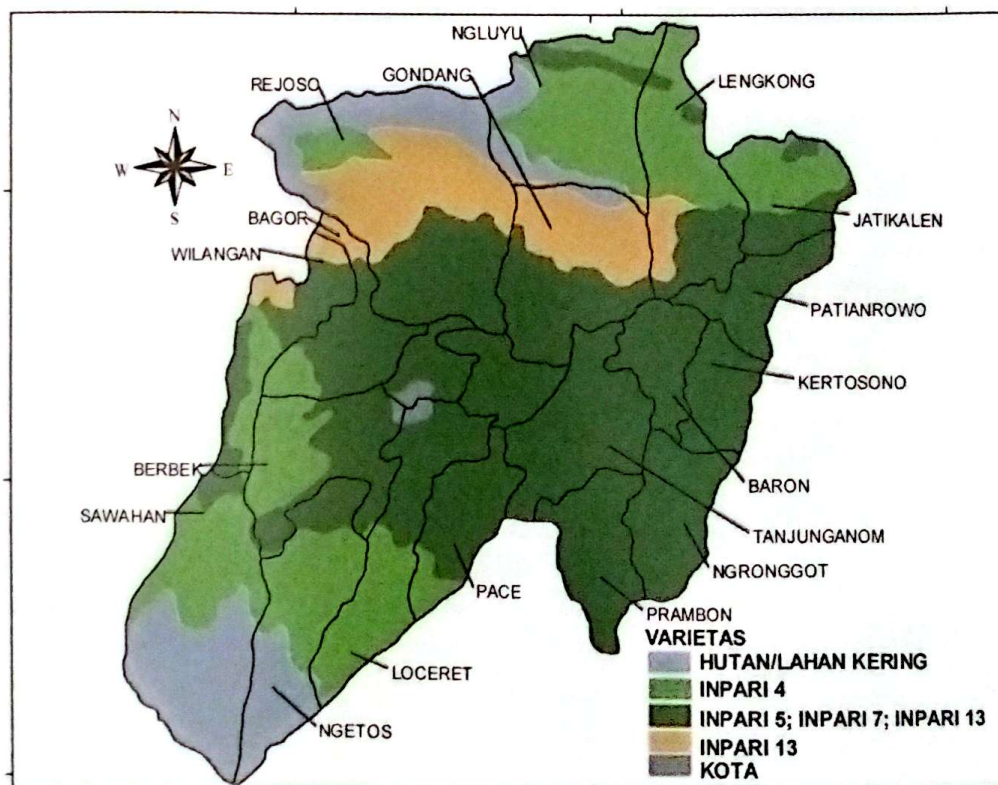 NGLUYU
GONDANG
REJOSO
LENGKONG
N
W E
S
JATIKALEN
BAGOR
WILANGAN
PATIANROWO
KERTOSONO
BERBEK
BARON
SAWAHAN
TANJUNGANOM
NGRONGGOT
PACE
PRAMBON
LOCERET
NGETOS
VARIETAS
HUTAN/LAHAN KERING
INPARI 4
INPARI 5; INPARI 7; INPARI 13
INPARI 13
KOTA